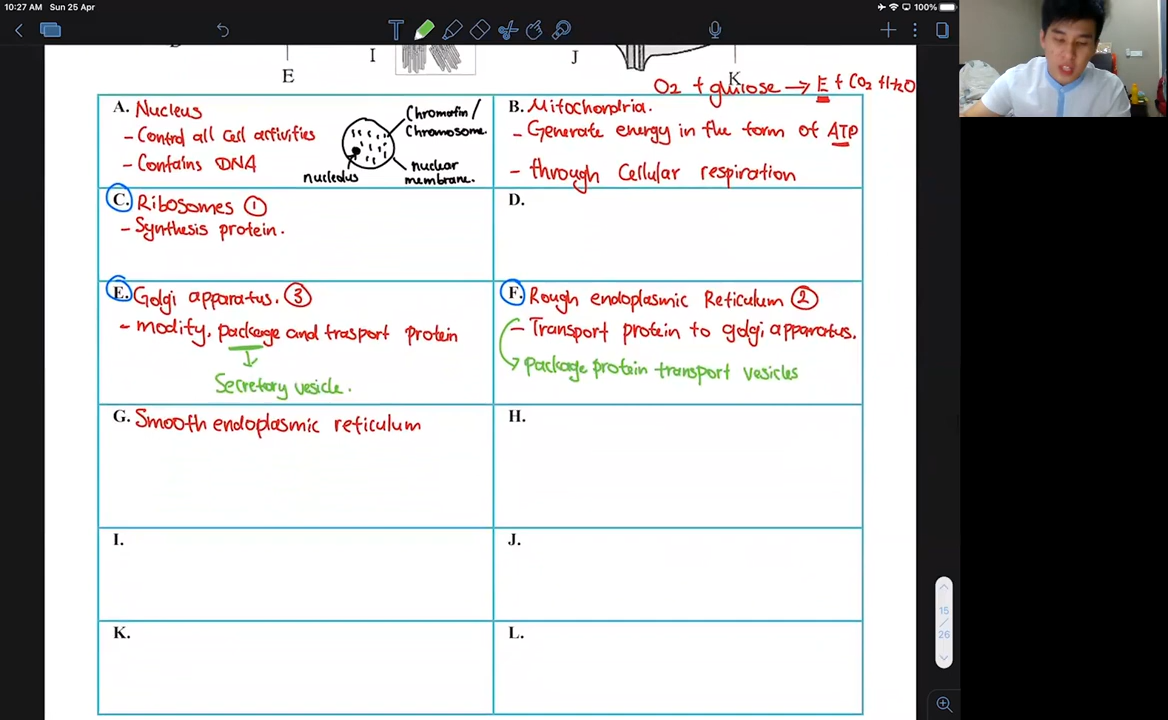 10:27 AM Sun 25 Apr
100%
I
J
E
K
O2 + glucose → E + CO2 + H2O
A. Nucleus
- Control all cell activities
- Contains DNA
Chromatin /
Chromosome.
nucleolus
nuclear
membrane.
B. Mitochondria.
- Generate energy in the form of ATP
- through Cellular respiration
C. Ribosomes ①
- Synthesis protein.
D.
E. Golgi apparatus. ③
- modify, package and trasport protein
Secretory vesicle.
F. Rough endoplasmic Reticulum ②
- Transport protein to golgi apparatus.
→ package protein transport vesicles
G. Smooth endoplasmic reticulum
H.
I.
J.
K.
L.
15
/
26